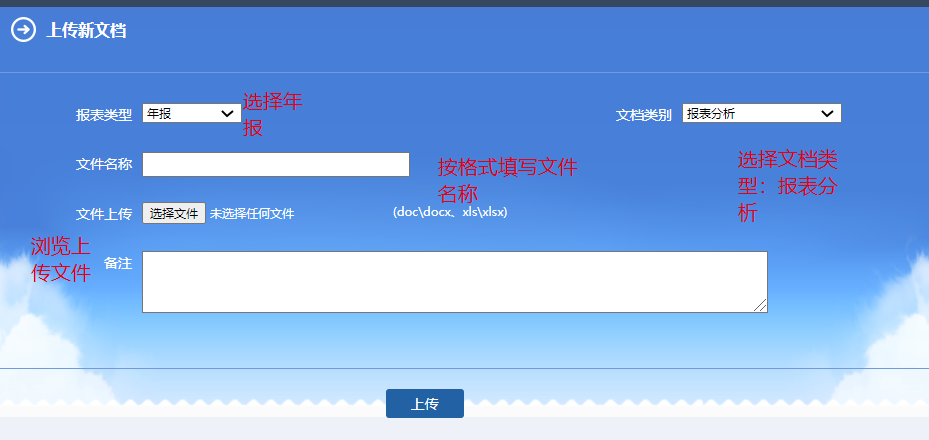 上传新文档
报表类型 年报
选择年
报
文档类别 报表分析
文件名称
按格式填写文件
名称
选择文档类
型：报表分
析
文件上传 选择文件 未选择任何文件 (doc\docx、xls\xlsx)
浏览上
传文件
备注
上传